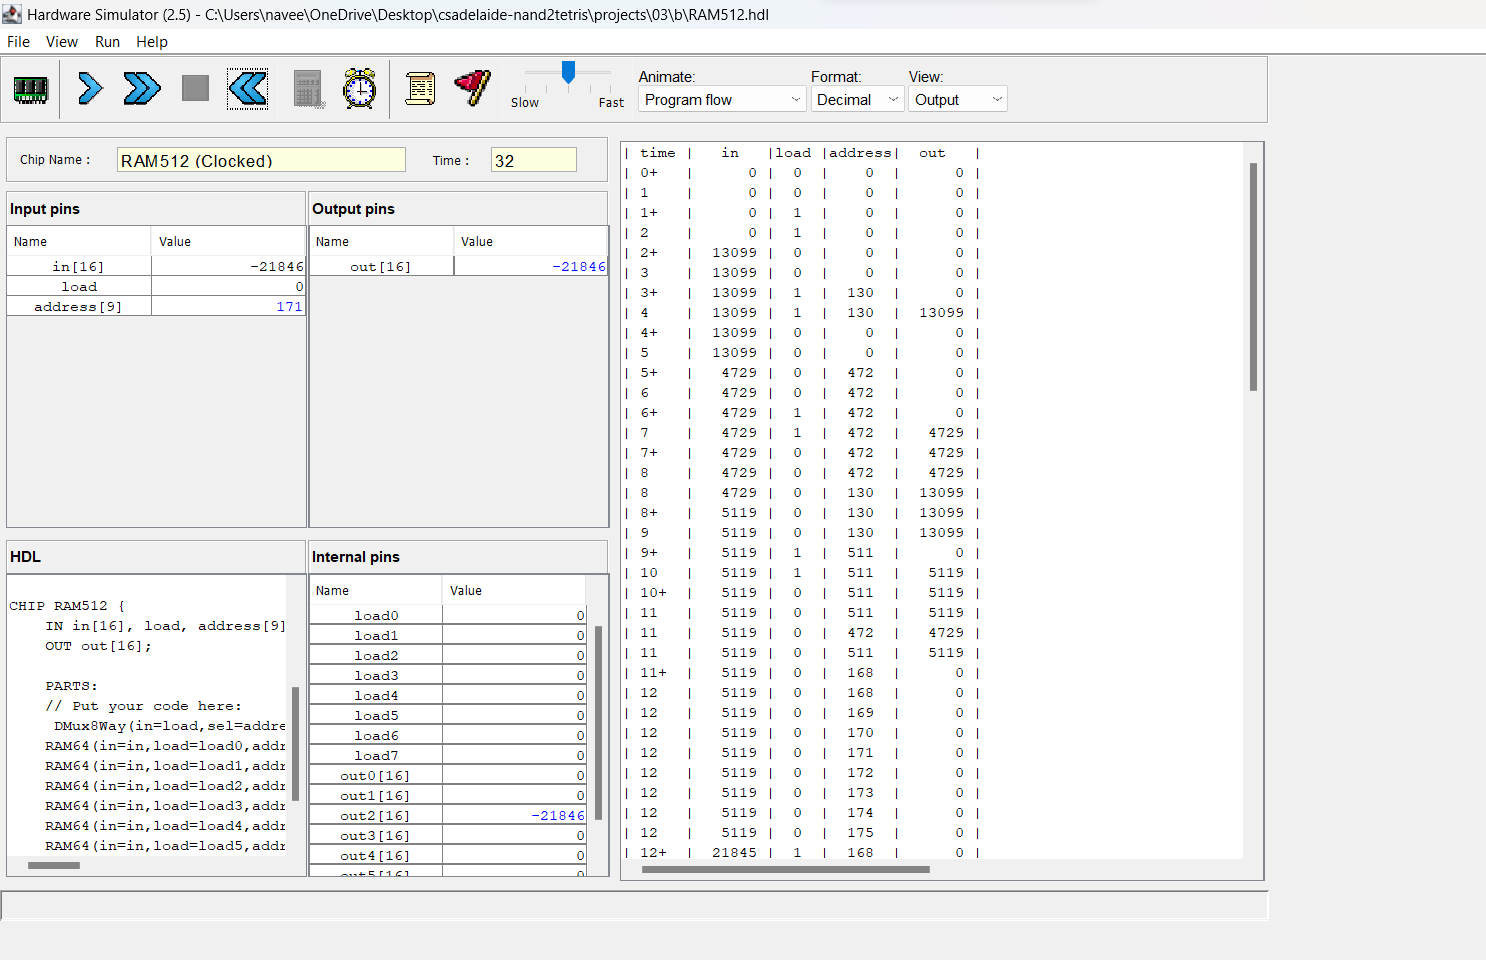 Hardware Simulator (2.5) - C:\Users\navee\OneDrive\Desktop\csadelaide-nand2tetris\projects\03\b\RAM512.hdl
File View Run Help
Slow Fast
Animate: Format: View:
Program flow Decimal Output
Chip Name : RAM512 (Clocked) Time : 32
Input pins
Name Value
in[16] -21846
load 0
address[9] 171
Output pins
Name Value
out[16] -21846
HDL
CHIP RAM512 {
IN in[16], load, address[9]
OUT out[16];
PARTS:
// Put your code here:
DMux8Way(in=load,sel=addre
RAM64(in=in,load=load0,addr
RAM64(in=in,load=load1,addr
RAM64(in=in,load=load2,addr
RAM64(in=in,load=load3,addr
RAM64(in=in,load=load4,addr
RAM64(in=in,load=load5,addr
Internal pins
Name Value
load0 0
load1 0
load2 0
load3 0
load4 0
load5 0
load6 0
load7 0
out0[16] 0
out1[16] 0
out2[16] -21846
out3[16] 0
out4[16] 0
out5[16] 0
| time | in |load |address| out |
| 0+ | 0 | 0 | 0 | 0 |
| 1 | 0 | 0 | 0 | 0 |
| 1+ | 0 | 1 | 0 | 0 |
| 2 | 0 | 1 | 0 | 0 |
| 2+ | 13099 | 0 | 0 | 0 |
| 3 | 13099 | 0 | 0 | 0 |
| 3+ | 13099 | 1 | 130 | 0 |
| 4 | 13099 | 1 | 130 | 13099 |
| 4+ | 13099 | 0 | 0 | 0 |
| 5 | 13099 | 0 | 0 | 0 |
| 5+ | 4729 | 0 | 472 | 0 |
| 6 | 4729 | 0 | 472 | 0 |
| 6+ | 4729 | 1 | 472 | 0 |
| 7 | 4729 | 1 | 472 | 4729 |
| 7+ | 4729 | 0 | 472 | 4729 |
| 8 | 4729 | 0 | 472 | 4729 |
| 8 | 4729 | 0 | 130 | 13099 |
| 8+ | 5119 | 0 | 130 | 13099 |
| 9 | 5119 | 0 | 130 | 13099 |
| 9+ | 5119 | 1 | 511 | 0 |
| 10 | 5119 | 1 | 511 | 5119 |
| 10+ | 5119 | 0 | 511 | 5119 |
| 11 | 5119 | 0 | 511 | 5119 |
| 11 | 5119 | 0 | 472 | 4729 |
| 11 | 5119 | 0 | 511 | 5119 |
| 11+ | 5119 | 0 | 168 | 0 |
| 12 | 5119 | 0 | 168 | 0 |
| 12 | 5119 | 0 | 169 | 0 |
| 12 | 5119 | 0 | 170 | 0 |
| 12 | 5119 | 0 | 171 | 0 |
| 12 | 5119 | 0 | 172 | 0 |
| 12 | 5119 | 0 | 173 | 0 |
| 12 | 5119 | 0 | 174 | 0 |
| 12 | 5119 | 0 | 175 | 0 |
| 12+ | 21845 | 1 | 168 | 0 |